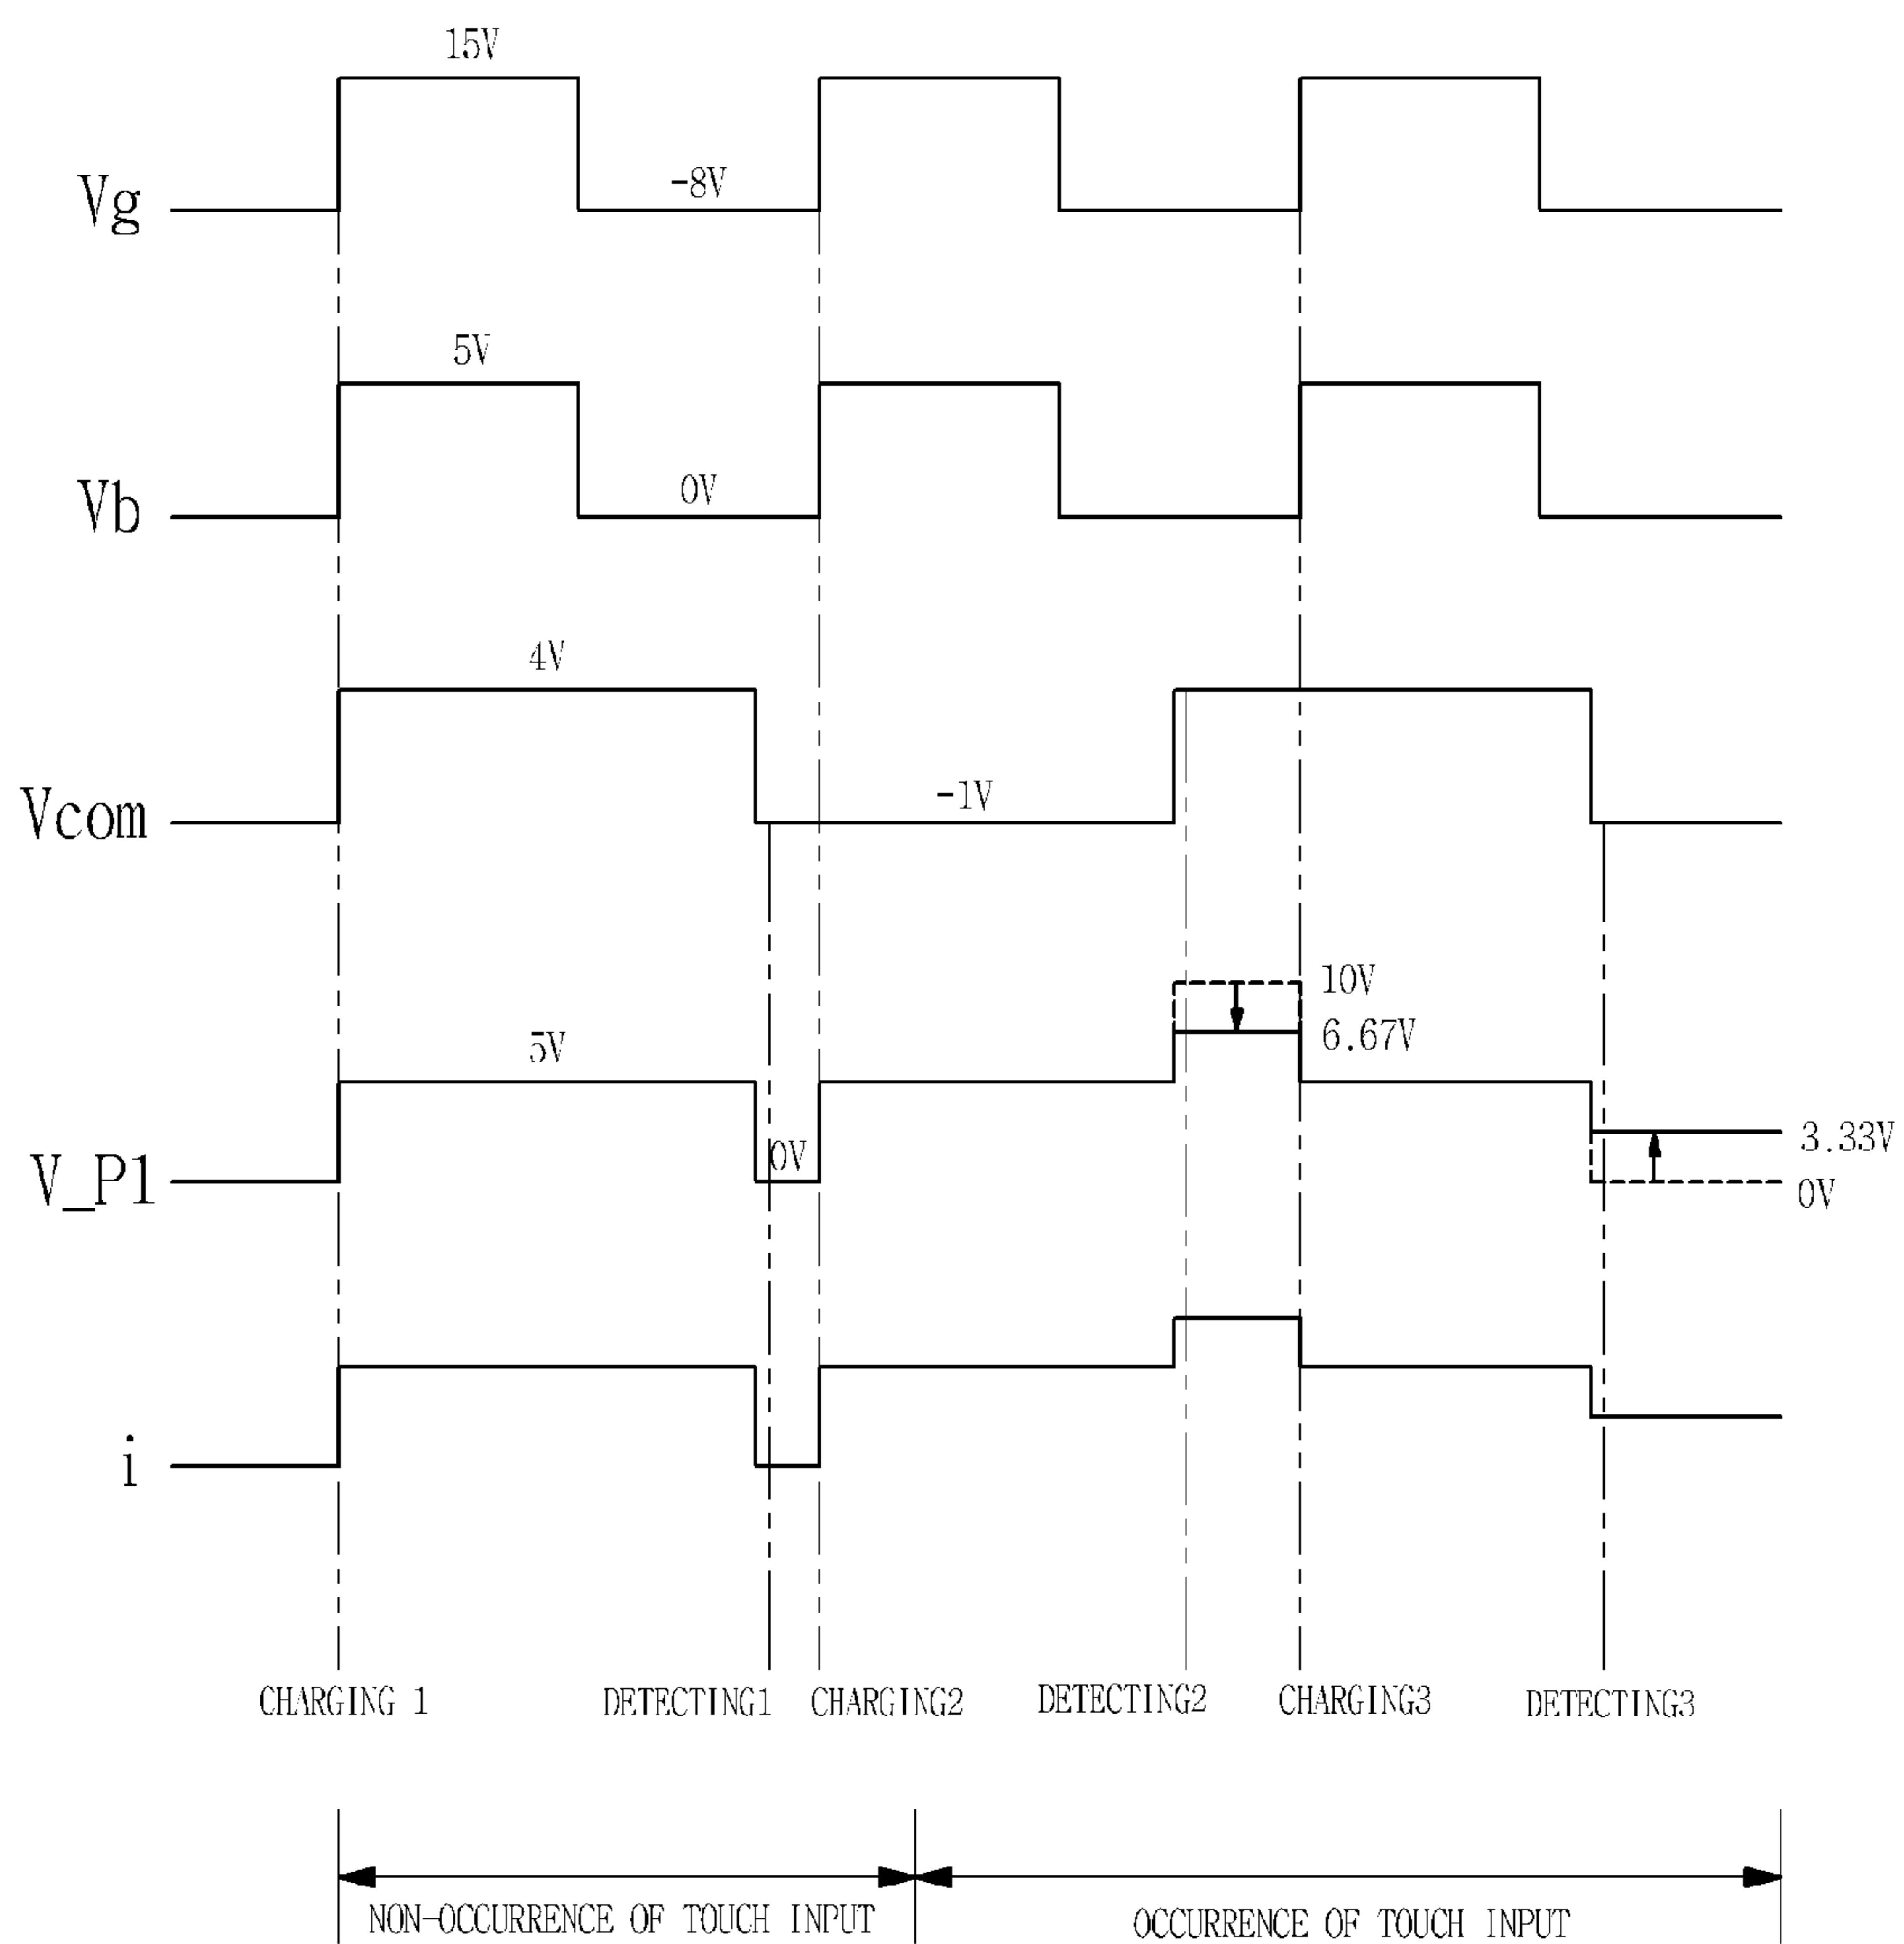 15V
Vg
-8V
5V
Vb
0V
4V
Vcom
-1V
10V
6.67V
5V
V_P1
0V
3.33V
0V
i
CHARGING 1 DETECTING1 CHARGING2 DETECTING2 CHARGING3 DETECTING3
NON-OCCURRENCE OF TOUCH INPUT OCCURRENCE OF TOUCH INPUT